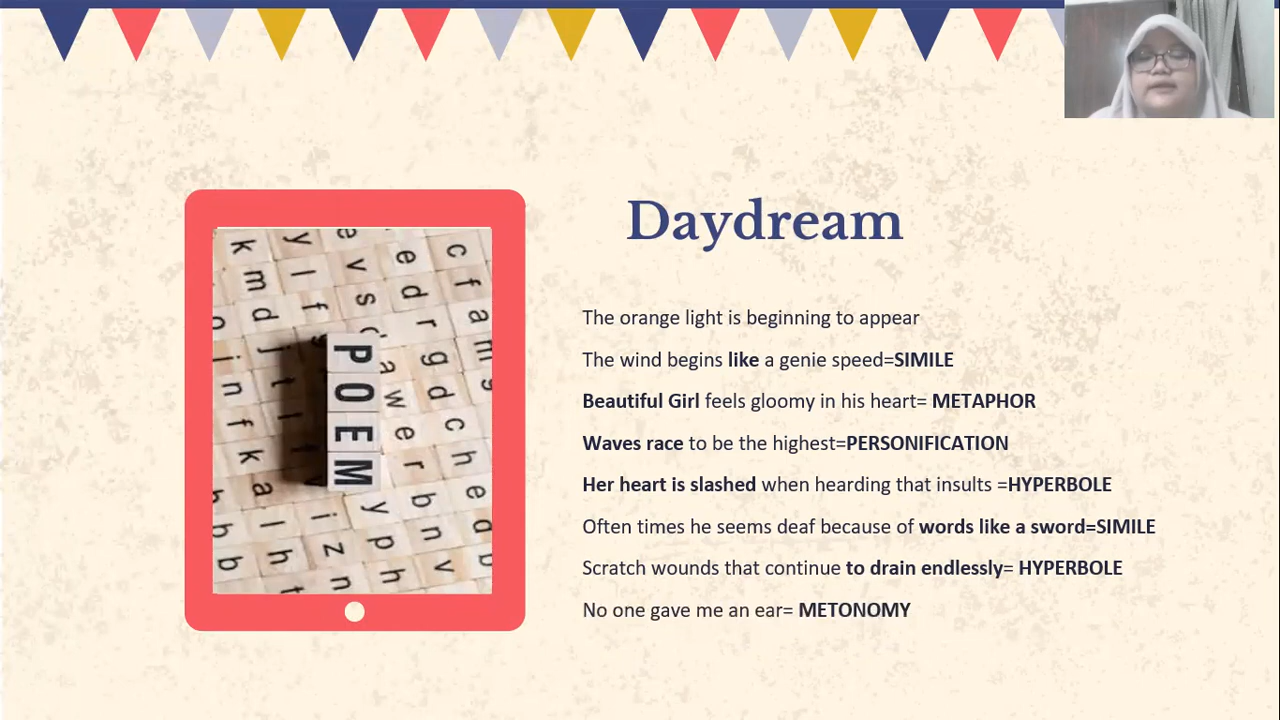 Daydream
The orange light is beginning to appear
The wind begins like a genie speed=SIMILE
Beautiful Girl feels gloomy in his heart= METAPHOR
Waves race to be the highest=PERSONIFICATION
Her heart is slashed when hearding that insults =HYPERBOLE
Often times he seems deaf because of words like a sword=SIMILE
Scratch wounds that continue to drain endlessly= HYPERBOLE
No one gave me an ear= METONOMY
POEM